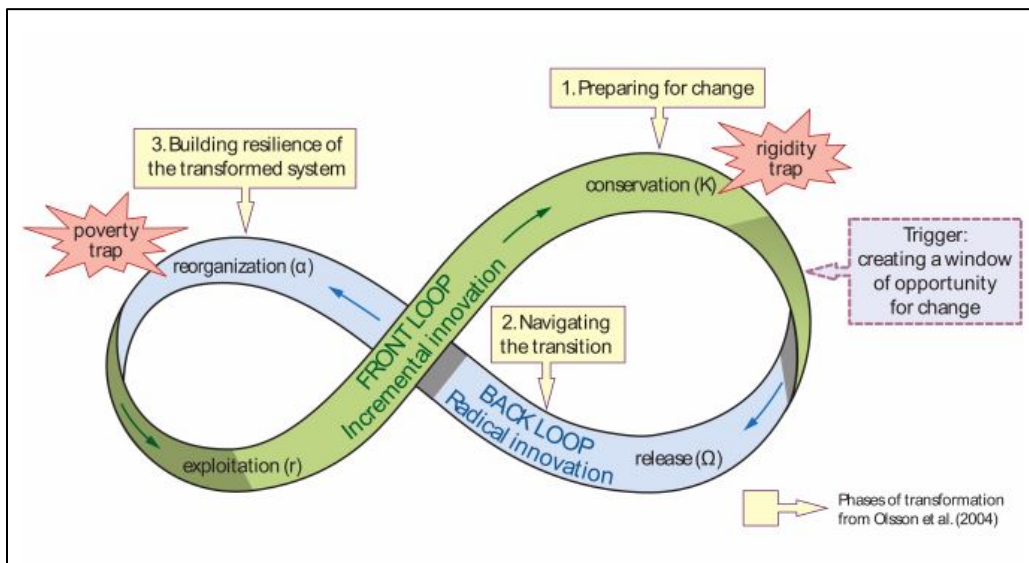 1. Preparing for change
3. Building resilience of
the transformed system
rigidity
trap
conservation (K)
poverty
trap
reorganization (α)
Trigger:
creating a window
of opportunity
for change
FRONT LOOP
Incremental innovation
2. Navigating
the transition
BACK LOOP
Radical innovation
exploitation (r)
release (Ω)
Phases of transformation
from Olsson et al. (2004)